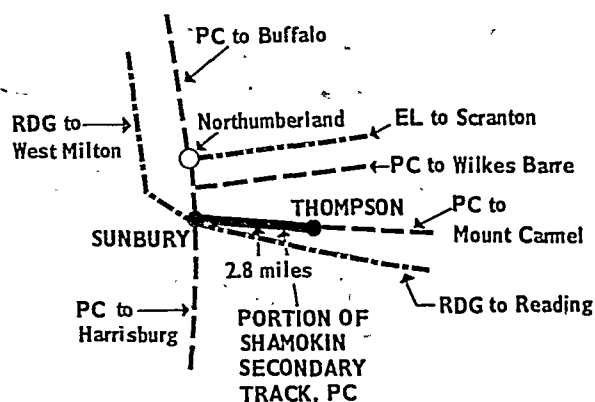 PC to Buffalo
RDG to
West Milton
Northumberland
EL to Scranton
PC to Wilkes Barre
THOMPSON
PC to
Mount Carmel
SUNBURY
2.8 miles
PC to
Harrisburg
RDG to Reading
PORTION OF
SHAMOKIN
SECONDARY
TRACK, PC